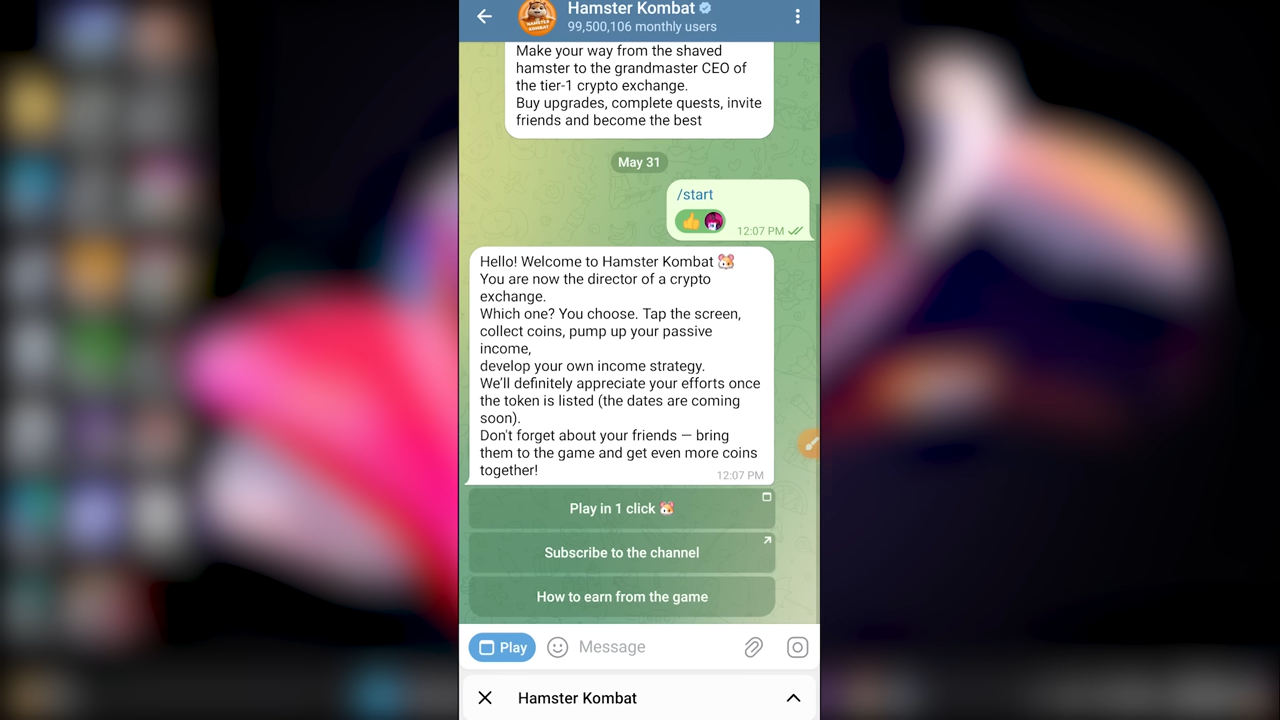 Hamster Kombat
99,500,106 monthly users
Make your way from the shaved
hamster to the grandmaster CEO of
the tier-1 crypto exchange.
Buy upgrades, complete quests, invite
friends and become the best
May 31
/start
12:07 PM
Hello! Welcome to Hamster Kombat 🐹
You are now the director of a crypto
exchange.
Which one? You choose. Tap the screen,
collect coins, pump up your passive
income,
develop your own income strategy.
We’ll definitely appreciate your efforts once
the token is listed (the dates are coming
soon).
Don't forget about your friends — bring
them to the game and get even more coins
together!
12:07 PM
Play in 1 click 🐹
Subscribe to the channel
How to earn from the game
Play
Message
Hamster Kombat